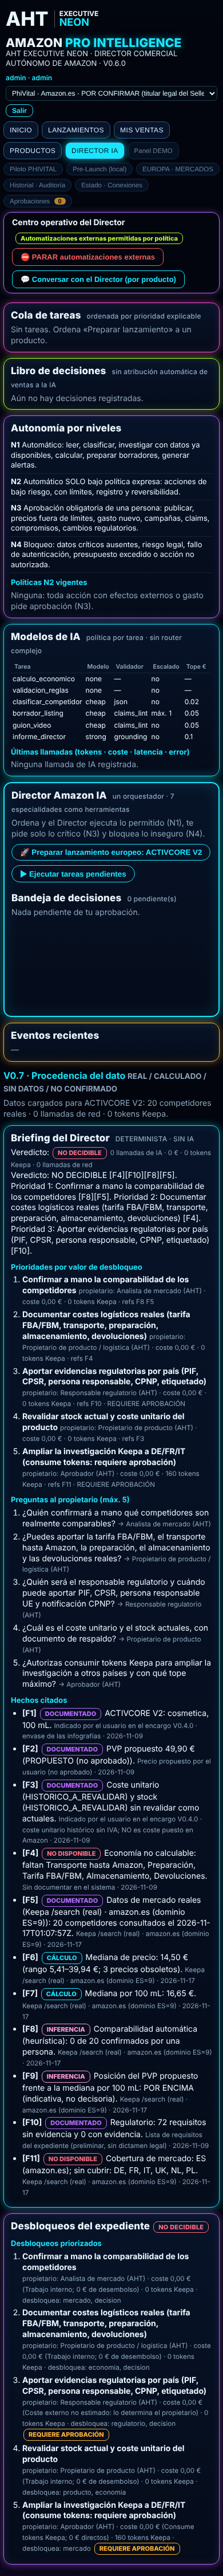 AHT EXECUTIVE
NEON
AMAZON PRO INTELLIGENCE
AHT EXECUTIVE NEON · DIRECTOR COMERCIAL
AUTÓNOMO DE AMAZON · V0.6.0
admin · admin
PhiVital · Amazon.es · POR CONFIRMAR (titular legal del Selle
Salir
INICIO
LANZAMIENTOS
MIS VENTAS
PRODUCTOS
DIRECTOR IA
Panel DEMO
Piloto PHIVITAL
Pre-Launch (local)
EUROPA · MERCADOS
Historial · Auditoría
Estado · Conexiones
Aprobaciones 0
Centro operativo del Director
Automatizaciones externas permitidas por política
⛔ PARAR automatizaciones externas
💬 Conversar con el Director (por producto)
Cola de tareas ordenada por prioridad explicable
Sin tareas. Ordena «Preparar lanzamiento» a un
producto.
Libro de decisiones sin atribución automática de
ventas a la IA
Aún no hay decisiones registradas.
Autonomía por niveles
N1 Automático: leer, clasificar, investigar con datos ya
disponibles, calcular, preparar borradores, generar
alertas.
N2 Automático SOLO bajo política expresa: acciones de
bajo riesgo, con límites, registro y reversibilidad.
N3 Aprobación obligatoria de una persona: publicar,
precios fuera de límites, gasto nuevo, campañas, claims,
compromisos, cambios regulatorios.
N4 Bloqueo: datos críticos ausentes, riesgo legal, fallo
de autenticación, presupuesto excedido o acción no
autorizada.
Políticas N2 vigentes
Ninguna: toda acción con efectos externos o gasto
pide aprobación (N3).
Modelos de IA política por tarea · sin router
complejo
Tarea Modelo Validador Escalado Tope €
calculo_economico none — no —
validacion_reglas none — no —
clasificar_competidor cheap json no 0.02
borrador_listing cheap claims_lint máx. 1 0.05
guion_video cheap claims_lint no 0.05
informe_director strong grounding no 0.1
Últimas llamadas (tokens · coste · latencia · error)
Ninguna llamada de IA registrada.
Director Amazon IA un orquestador · 7
especialidades como herramientas
Ordena y el Director ejecuta lo permitido (N1), te
pide solo lo crítico (N3) y bloquea lo inseguro (N4).
🚀 Preparar lanzamiento europeo: ACTIVCORE V2
▶ Ejecutar tareas pendientes
Bandeja de decisiones 0 pendiente(s)
Nada pendiente de tu aprobación.
Eventos recientes
—
V0.7 · Procedencia del dato REAL / CALCULADO /
SIN DATOS / NO CONFIRMADO
Datos cargados para ACTIVCORE V2: 20 competidores
reales · 0 llamadas de red · 0 tokens Keepa.
Briefing del Director DETERMINISTA · SIN IA
Veredicto: NO DECIDIBLE 0 llamadas de IA · 0 € · 0 tokens
Keepa · 0 llamadas de red
Veredicto: NO DECIDIBLE [F4][F10][F8][F5].
Prioridad 1: Confirmar a mano la comparabilidad de
los competidores [F8][F5]. Prioridad 2: Documentar
costes logísticos reales (tarifa FBA/FBM, transporte,
preparación, almacenamiento, devoluciones) [F4].
Prioridad 3: Aportar evidencias regulatorias por país
(PIF, CPSR, persona responsable, CPNP, etiquetado)
[F10].
Prioridades por valor de desbloqueo
1. Confirmar a mano la comparabilidad de los
competidores propietario: Analista de mercado (AHT) ·
coste 0,00 € · 0 tokens Keepa · refs F8 F5
2. Documentar costes logísticos reales (tarifa
FBA/FBM, transporte, preparación,
almacenamiento, devoluciones) propietario:
Propietario de producto / logística (AHT) · coste 0,00 € · 0
tokens Keepa · refs F4
3. Aportar evidencias regulatorias por país (PIF,
CPSR, persona responsable, CPNP, etiquetado)
propietario: Responsable regulatorio (AHT) · coste 0,00 € ·
0 tokens Keepa · refs F10 · REQUIERE APROBACIÓN
4. Revalidar stock actual y coste unitario del
producto propietario: Propietario de producto (AHT) ·
coste 0,00 € · 0 tokens Keepa · refs F3
5. Ampliar la investigación Keepa a DE/FR/IT
(consume tokens: requiere aprobación)
propietario: Aprobador (AHT) · coste 0,00 € · 160 tokens
Keepa · refs F11 · REQUIERE APROBACIÓN
Preguntas al propietario (máx. 5)
1. ¿Quién confirmará a mano qué competidores son
realmente comparables? → Analista de mercado (AHT)
2. ¿Puedes aportar la tarifa FBA/FBM, el transporte
hasta Amazon, la preparación, el almacenamiento
y las devoluciones reales? → Propietario de producto /
logística (AHT)
3. ¿Quién será el responsable regulatorio y cuándo
puede aportar PIF, CPSR, persona responsable
UE y notificación CPNP? → Responsable regulatorio
(AHT)
4. ¿Cuál es el coste unitario y el stock actuales, con
documento de respaldo? → Propietario de producto
(AHT)
5. ¿Autorizas consumir tokens Keepa para ampliar la
investigación a otros países y con qué tope
máximo? → Aprobador (AHT)
Hechos citados
• [F1] DOCUMENTADO ACTIVCORE V2: cosmetica,
100 mL. Indicado por el usuario en el encargo V0.4.0 ·
envase de las infografías · 2026-11-09
• [F2] DOCUMENTADO PVP propuesto 49,90 €
(PROPUESTO (no aprobado)). Precio propuesto por el
usuario (no aprobado) · 2026-11-09
• [F3] DOCUMENTADO Coste unitario
(HISTORICO_A_REVALIDAR) y stock
(HISTORICO_A_REVALIDAR) sin revalidar como
actuales. Indicado por el usuario en el encargo V0.4.0 ·
coste unitario histórico sin IVA; NO es coste puesto en
Amazon · 2026-11-09
• [F4] NO DISPONIBLE Economía no calculable:
faltan Transporte hasta Amazon, Preparación,
Tarifa FBA/FBM, Almacenamiento, Devoluciones.
Sin documentar en el sistema · 2026-11-09
• [F5] DOCUMENTADO Datos de mercado reales
(Keepa /search (real) · amazon.es (dominio
ES=9)): 20 competidores consultados el 2026-11-
17T01:07:57Z. Keepa /search (real) · amazon.es (dominio
ES=9) · 2026-11-17
• [F6] CÁLCULO Mediana de precio: 14,50 €
(rango 5,41–39,94 €; 3 precios obsoletos). Keepa
/search (real) · amazon.es (dominio ES=9) · 2026-11-17
• [F7] CÁLCULO Mediana por 100 mL: 16,65 €.
Keepa /search (real) · amazon.es (dominio ES=9) · 2026-11-
17
• [F8] INFERENCIA Comparabilidad automática
(heurística): 0 de 20 confirmados por una
persona. Keepa /search (real) · amazon.es (dominio ES=9)
· 2026-11-17
• [F9] INFERENCIA Posición del PVP propuesto
frente a la mediana por 100 mL: POR ENCIMA
(indicativa, no decisoria). Keepa /search (real) ·
amazon.es (dominio ES=9) · 2026-11-17
• [F10] DOCUMENTADO Regulatorio: 72 requisitos
sin evidencia y 0 con evidencia. Lista de requisitos
del expediente (preliminar, sin dictamen legal) · 2026-11-09
• [F11] NO DISPONIBLE Cobertura de mercado: ES
(amazon.es); sin cubrir: DE, FR, IT, UK, NL, PL.
Keepa /search (real) · amazon.es (dominio ES=9) · 2026-11-
17
Desbloqueos del expediente NO DECIDIBLE
Desbloqueos priorizados
1. Confirmar a mano la comparabilidad de los
competidores
propietario: Analista de mercado (AHT) · coste 0,00 €
(Trabajo interno; 0 € de desembolso) · 0 tokens Keepa ·
desbloquea: mercado, decision
2. Documentar costes logísticos reales (tarifa
FBA/FBM, transporte, preparación,
almacenamiento, devoluciones)
propietario: Propietario de producto / logística (AHT) · coste
0,00 € (Trabajo interno; 0 € de desembolso) · 0 tokens
Keepa · desbloquea: economia, decision
3. Aportar evidencias regulatorias por país (PIF,
CPSR, persona responsable, CPNP, etiquetado)
propietario: Responsable regulatorio (AHT) · coste 0,00 €
(Coste externo no estimado: lo determina el propietario) · 0
tokens Keepa · desbloquea: regulatorio, decision
REQUIERE APROBACIÓN
4. Revalidar stock actual y coste unitario del
producto
propietario: Propietario de producto (AHT) · coste 0,00 €
(Trabajo interno; 0 € de desembolso) · 0 tokens Keepa ·
desbloquea: producto, economia
5. Ampliar la investigación Keepa a DE/FR/IT
(consume tokens: requiere aprobación)
propietario: Aprobador (AHT) · coste 0,00 € (Consume
tokens Keepa; 0 € directos) · 160 tokens Keepa ·
desbloquea: mercado REQUIERE APROBACIÓN